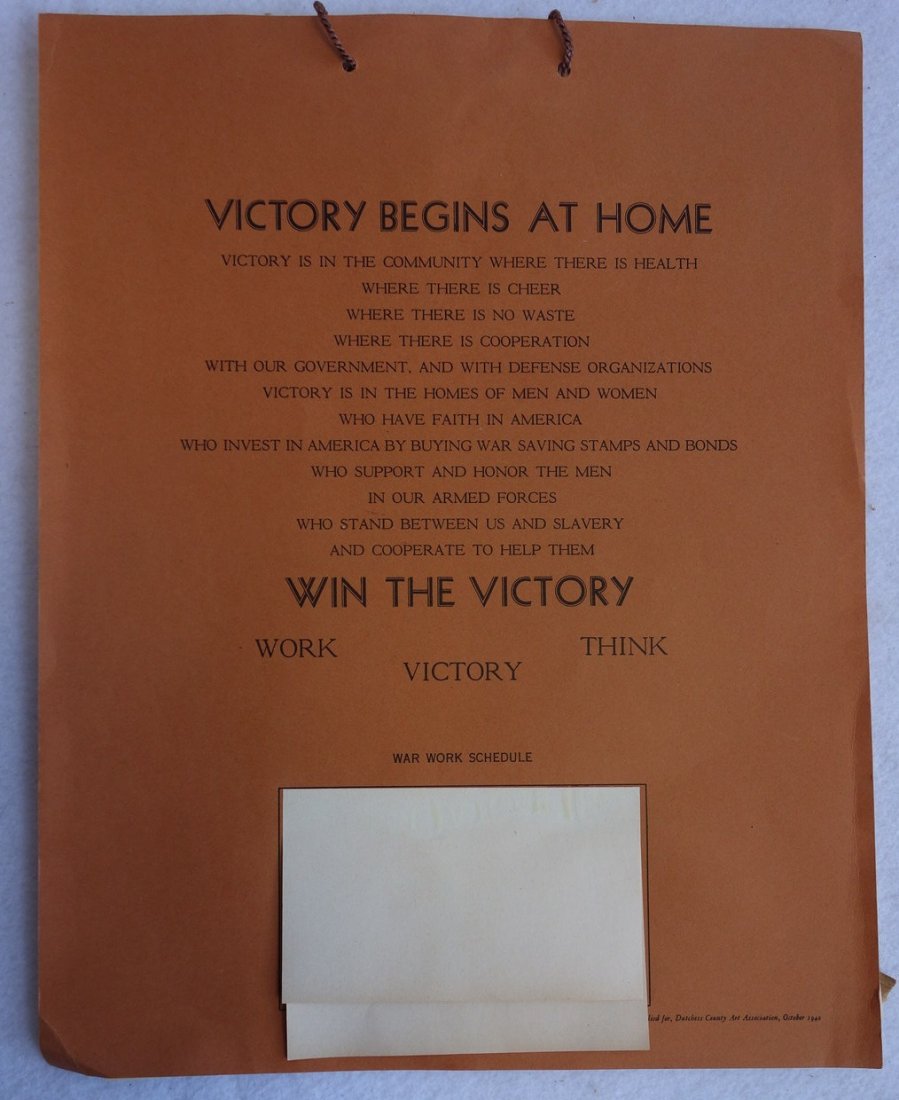 VICTORY BEGINS AT HOME
VICTORY IS IN THE COMMUNITY WHERE THERE IS HEALTH
WHERE THERE IS CHEER
WHERE THERE IS NO WASTE
WHERE THERE IS COOPERATION
WITH OUR GOVERNMENT, AND WITH DEFENSE ORGANIZATIONS
VICTORY IS IN THE HOMES OF MEN AND WOMEN
WHO HAVE FAITH IN AMERICA
WHO INVEST IN AMERICA BY BUYING WAR SAVING STAMPS AND BONDS
WHO SUPPORT AND HONOR THE MEN
IN OUR ARMED FORCES
WHO STAND BETWEEN US AND SLAVERY
AND COOPERATE TO HELP THEM
WIN THE VICTORY
WORK THINK
VICTORY
WAR WORK SCHEDULE
for, Dutchess County Art Association, October